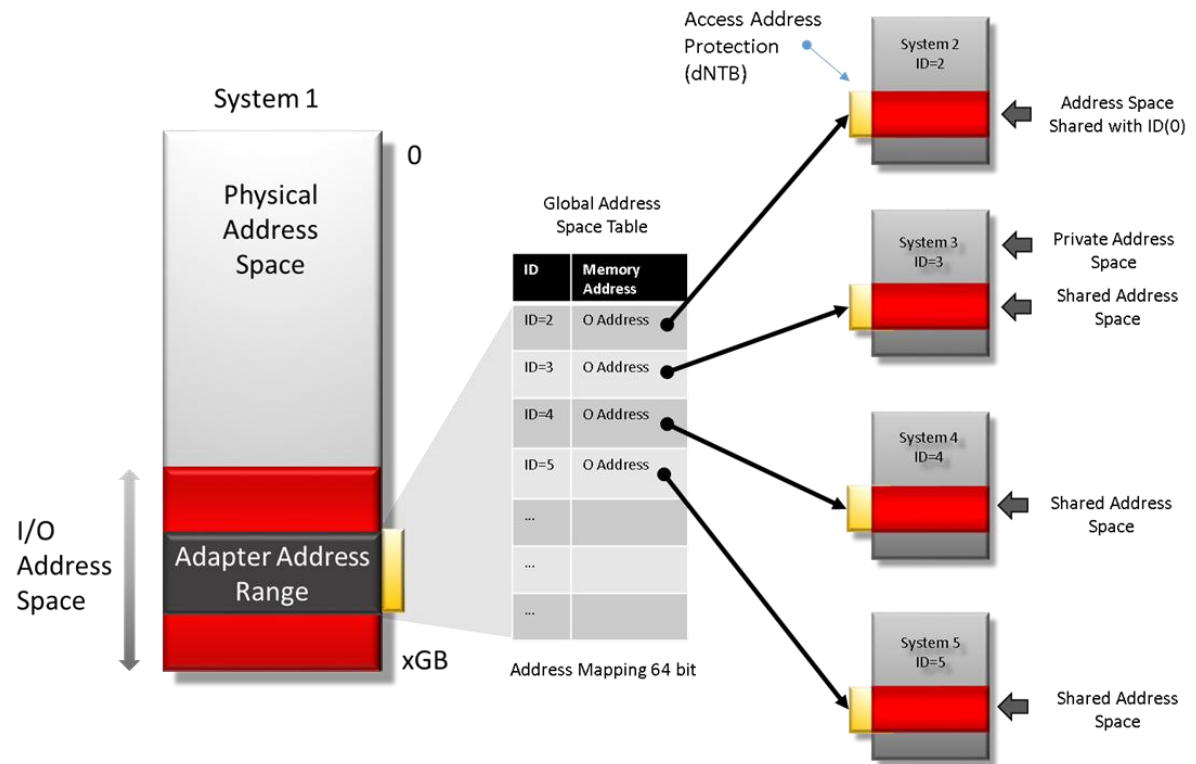 System 1
0
Physical
Address
Space
I/O
Address
Space
Adapter Address
Range
xGB
Global Address
Space Table
ID Memory
Address
ID=2 O Address
ID=3 O Address
ID=4 O Address
ID=5 O Address
...
...
...
Address Mapping 64 bit
Access Address
Protection
(dNTB)
System 2
ID=2
Address Space
Shared with ID(0)
System 3
ID=3
Private Address
Space
Shared Address
Space
System 4
ID=4
Shared Address
Space
System 5
ID=5
Shared Address
Space